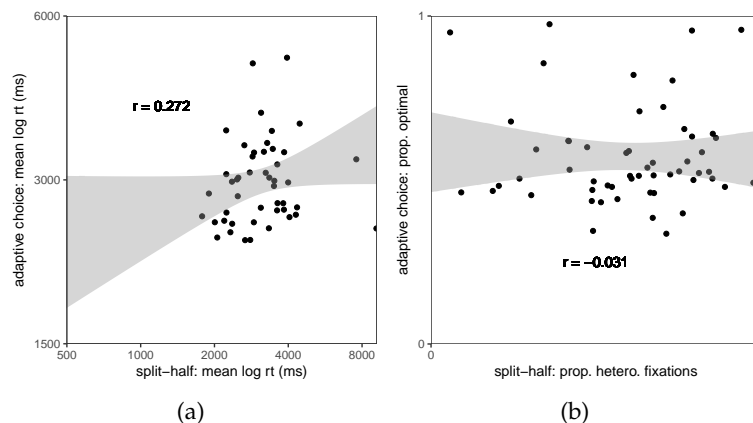 6000
3000
1500
adaptive choice: mean log rt (ms)
r = 0.272
500
1000
2000
4000
8000
split−half: mean log rt (ms)
(a)
1
0
adaptive choice: prop. optimal
r = −0.031
0
split−half: prop. hetero. fixations
(b)